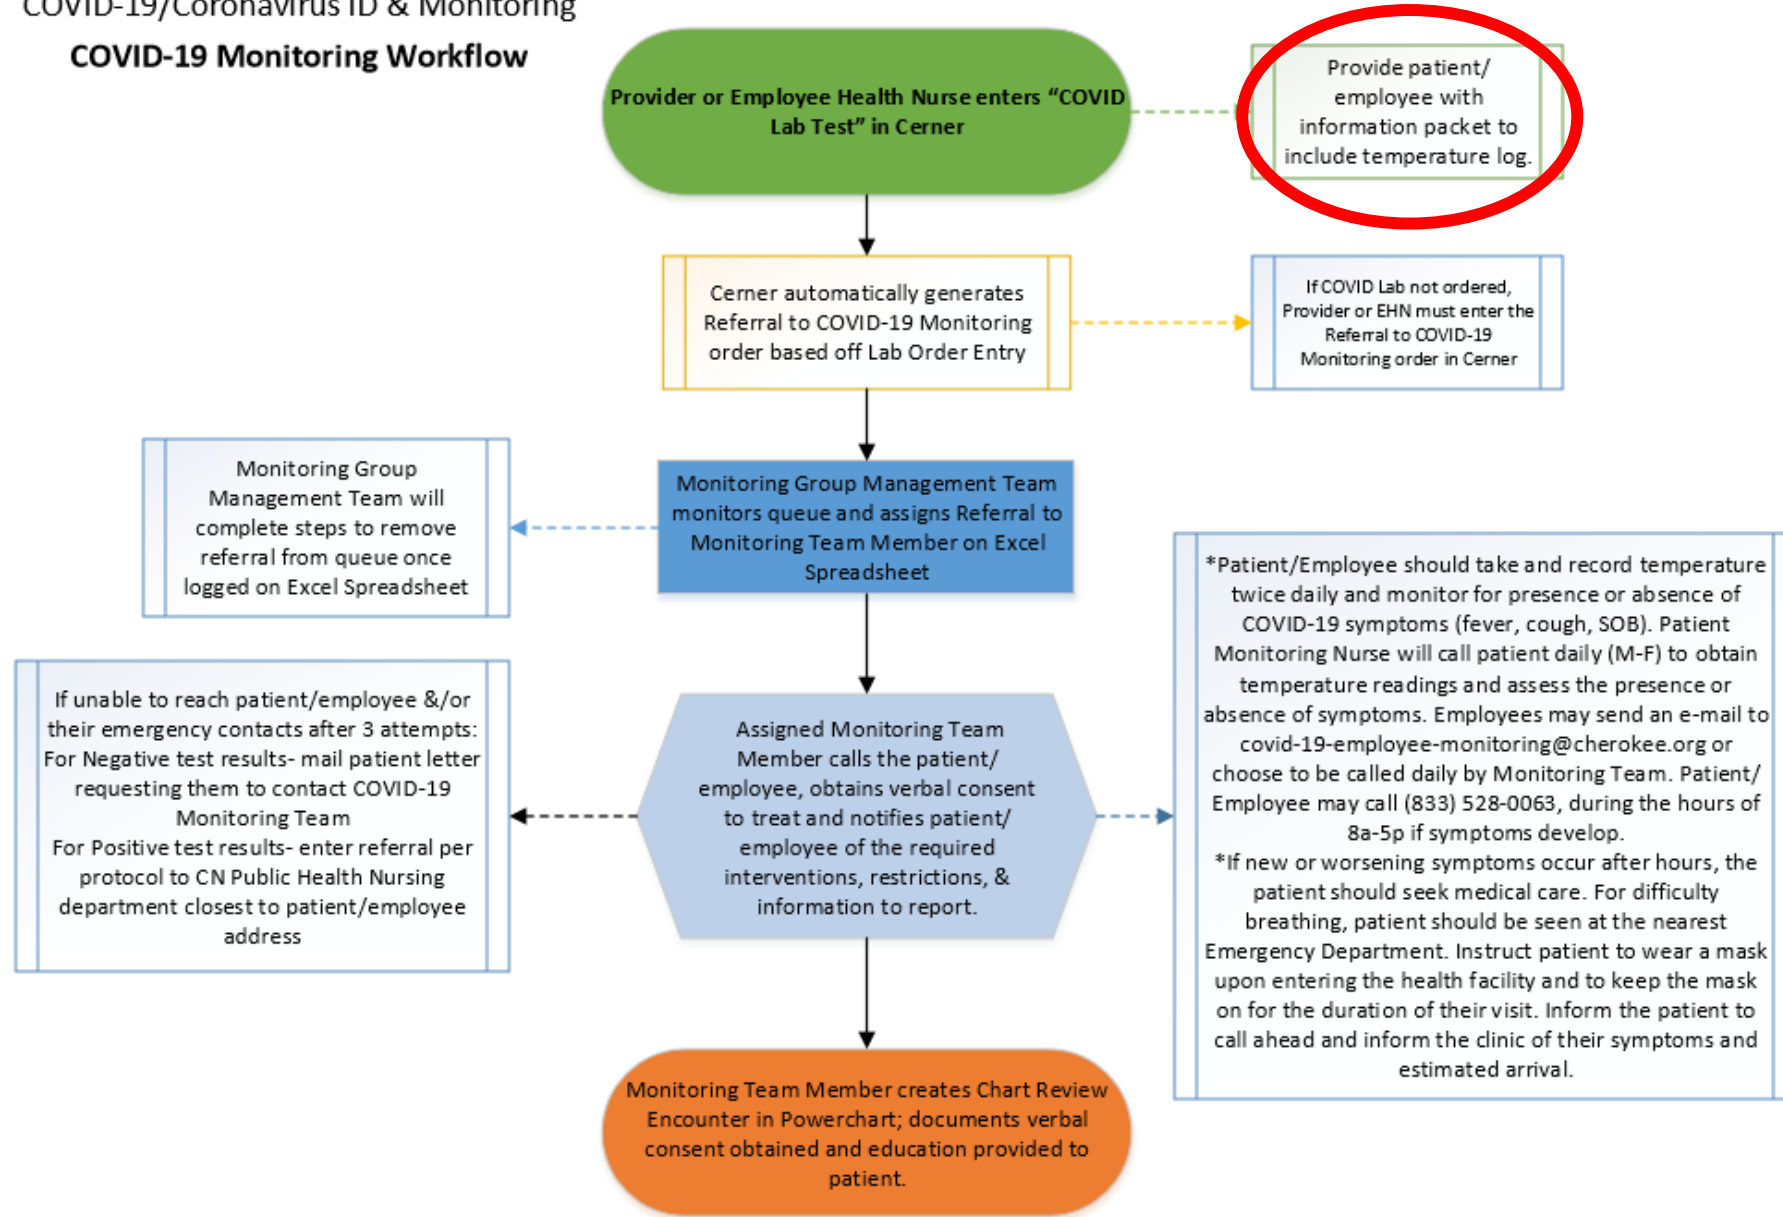 COVID-19/Coronavirus ID & Monitoring
COVID-19 Monitoring Workflow
Provider or Employee Health Nurse enters “COVID
Lab Test” in Cerner
Provide patient/
employee with
information packet to
include temperature log.
Cerner automatically generates
Referral to COVID-19 Monitoring
order based off Lab Order Entry
If COVID Lab not ordered,
Provider or EHN must enter the
Referral to COVID-19
Monitoring order in Cerner
Monitoring Group
Management Team will
complete steps to remove
referral from queue once
logged on Excel Spreadsheet
Monitoring Group Management Team
monitors queue and assigns Referral to
Monitoring Team Member on Excel
Spreadsheet
If unable to reach patient/employee &/or
their emergency contacts after 3 attempts:
For Negative test results- mail patient letter
requesting them to contact COVID-19
Monitoring Team
For Positive test results- enter referral per
protocol to CN Public Health Nursing
department closest to patient/employee
address
Assigned Monitoring Team
Member calls the patient/
employee, obtains verbal consent
to treat and notifies patient/
employee of the required
interventions, restrictions, &
information to report.
*Patient/Employee should take and record temperature
twice daily and monitor for presence or absence of
COVID-19 symptoms (fever, cough, SOB). Patient
Monitoring Nurse will call patient daily (M-F) to obtain
temperature readings and assess the presence or
absence of symptoms. Employees may send an e-mail to
covid-19-employee-monitoring@cherokee.org or
choose to be called daily by Monitoring Team. Patient/
Employee may call (833) 528-0063, during the hours of
8a-5p if symptoms develop.
*If new or worsening symptoms occur after hours, the
patient should seek medical care. For difficulty
breathing, patient should be seen at the nearest
Emergency Department. Instruct patient to wear a mask
upon entering the health facility and to keep the mask
on for the duration of their visit. Inform the patient to
call ahead and inform the clinic of their symptoms and
estimated arrival.
Monitoring Team Member creates Chart Review
Encounter in Powerchart; documents verbal
consent obtained and education provided to
patient.